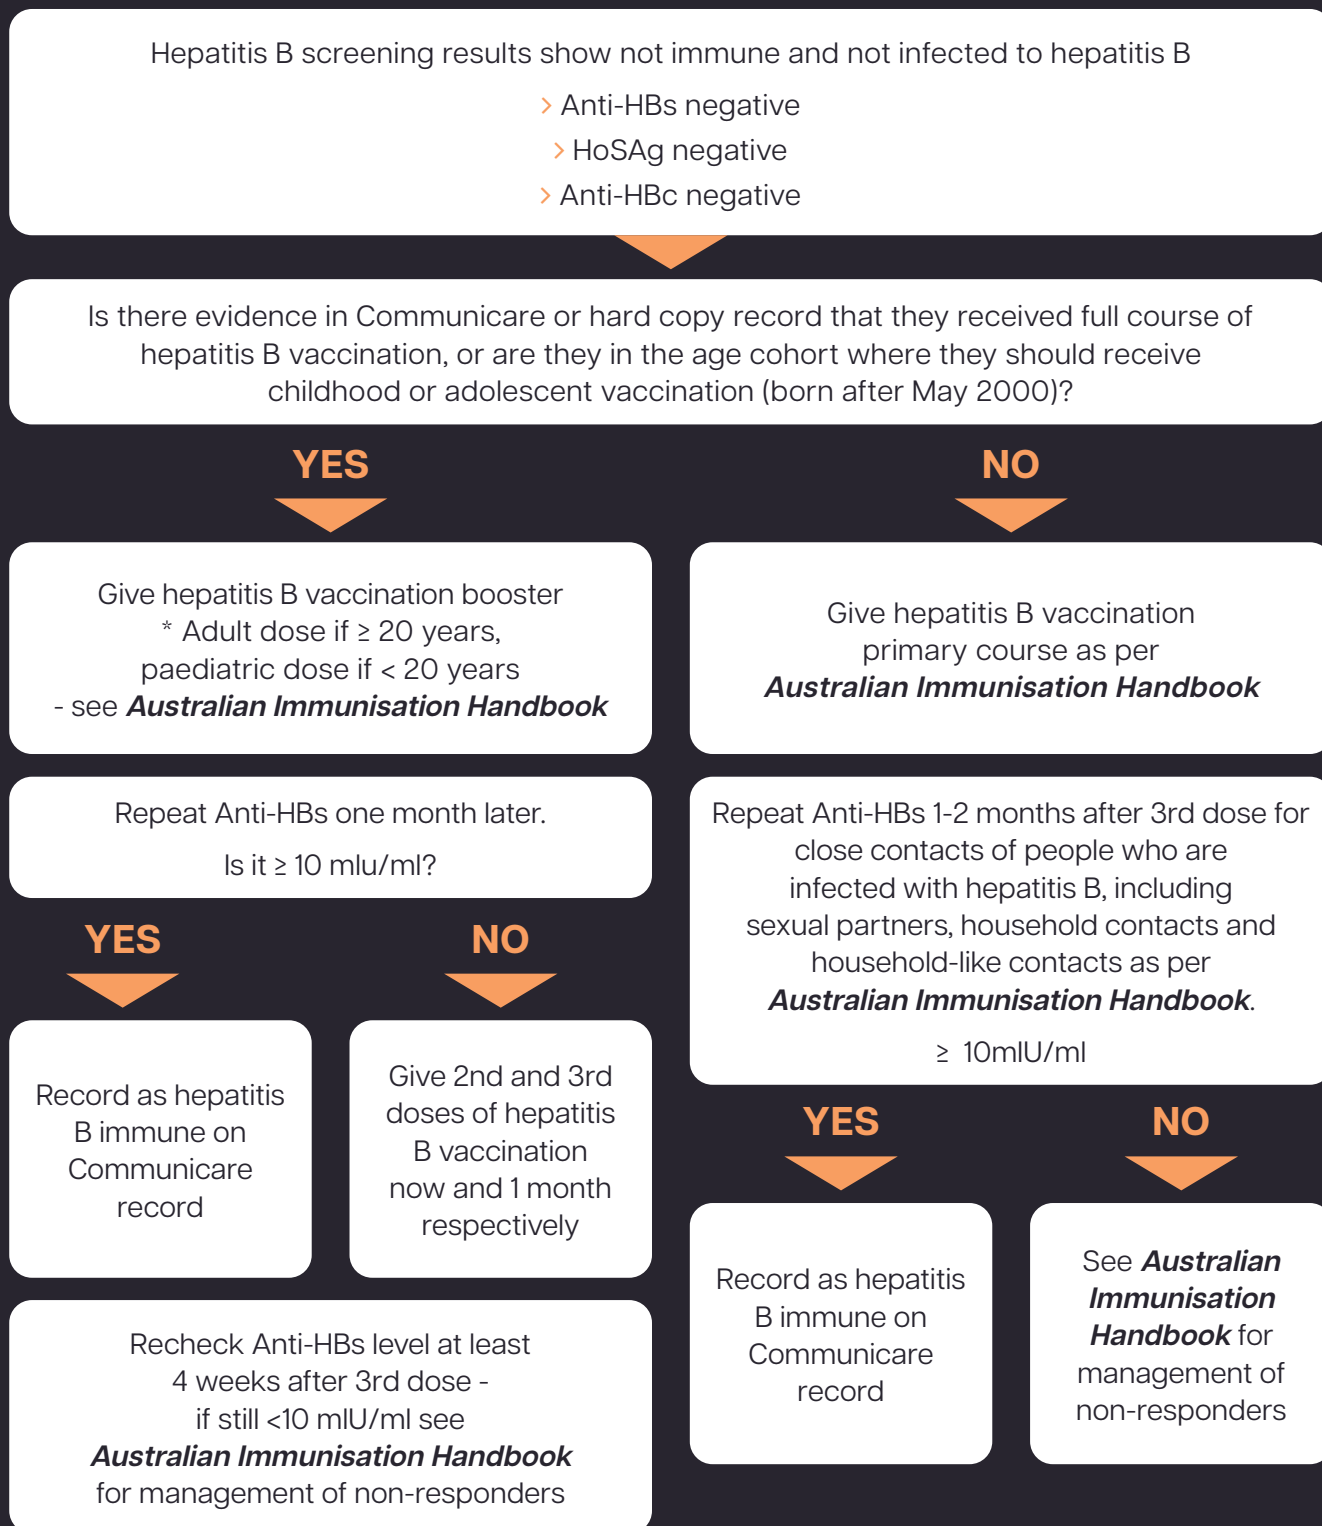 Hepatitis B screening results show not immune and not infected to hepatitis B
> Anti-HBs negative
> HoSAg negative
> Anti-HBc negative
Is there evidence in Communicare or hard copy record that they received full course of
hepatitis B vaccination, or are they in the age cohort where they should receive
childhood or adolescent vaccination (born after May 2000)?
YES
Give hepatitis B vaccination booster
* Adult dose if ≥ 20 years,
paediatric dose if < 20 years
- see Australian Immunisation Handbook
Repeat Anti-HBs one month later.
Is it ≥ 10 mlu/ml?
YES
Record as hepatitis
B immune on
Communicare
record
NO
Give 2nd and 3rd
doses of hepatitis
B vaccination
now and 1 month
respectively
Recheck Anti-HBs level at least
4 weeks after 3rd dose -
if still <10 mlU/ml see
Australian Immunisation Handbook
for management of non-responders
NO
Give hepatitis B vaccination
primary course as per
Australian Immunisation Handbook
Repeat Anti-HBs 1-2 months after 3rd dose for
close contacts of people who are
infected with hepatitis B, including
sexual partners, household contacts and
household-like contacts as per
Australian Immunisation Handbook.
≥ 10mlU/ml
YES
Record as hepatitis
B immune on
Communicare
record
NO
See Australian
Immunisation
Handbook for
management of
non-responders